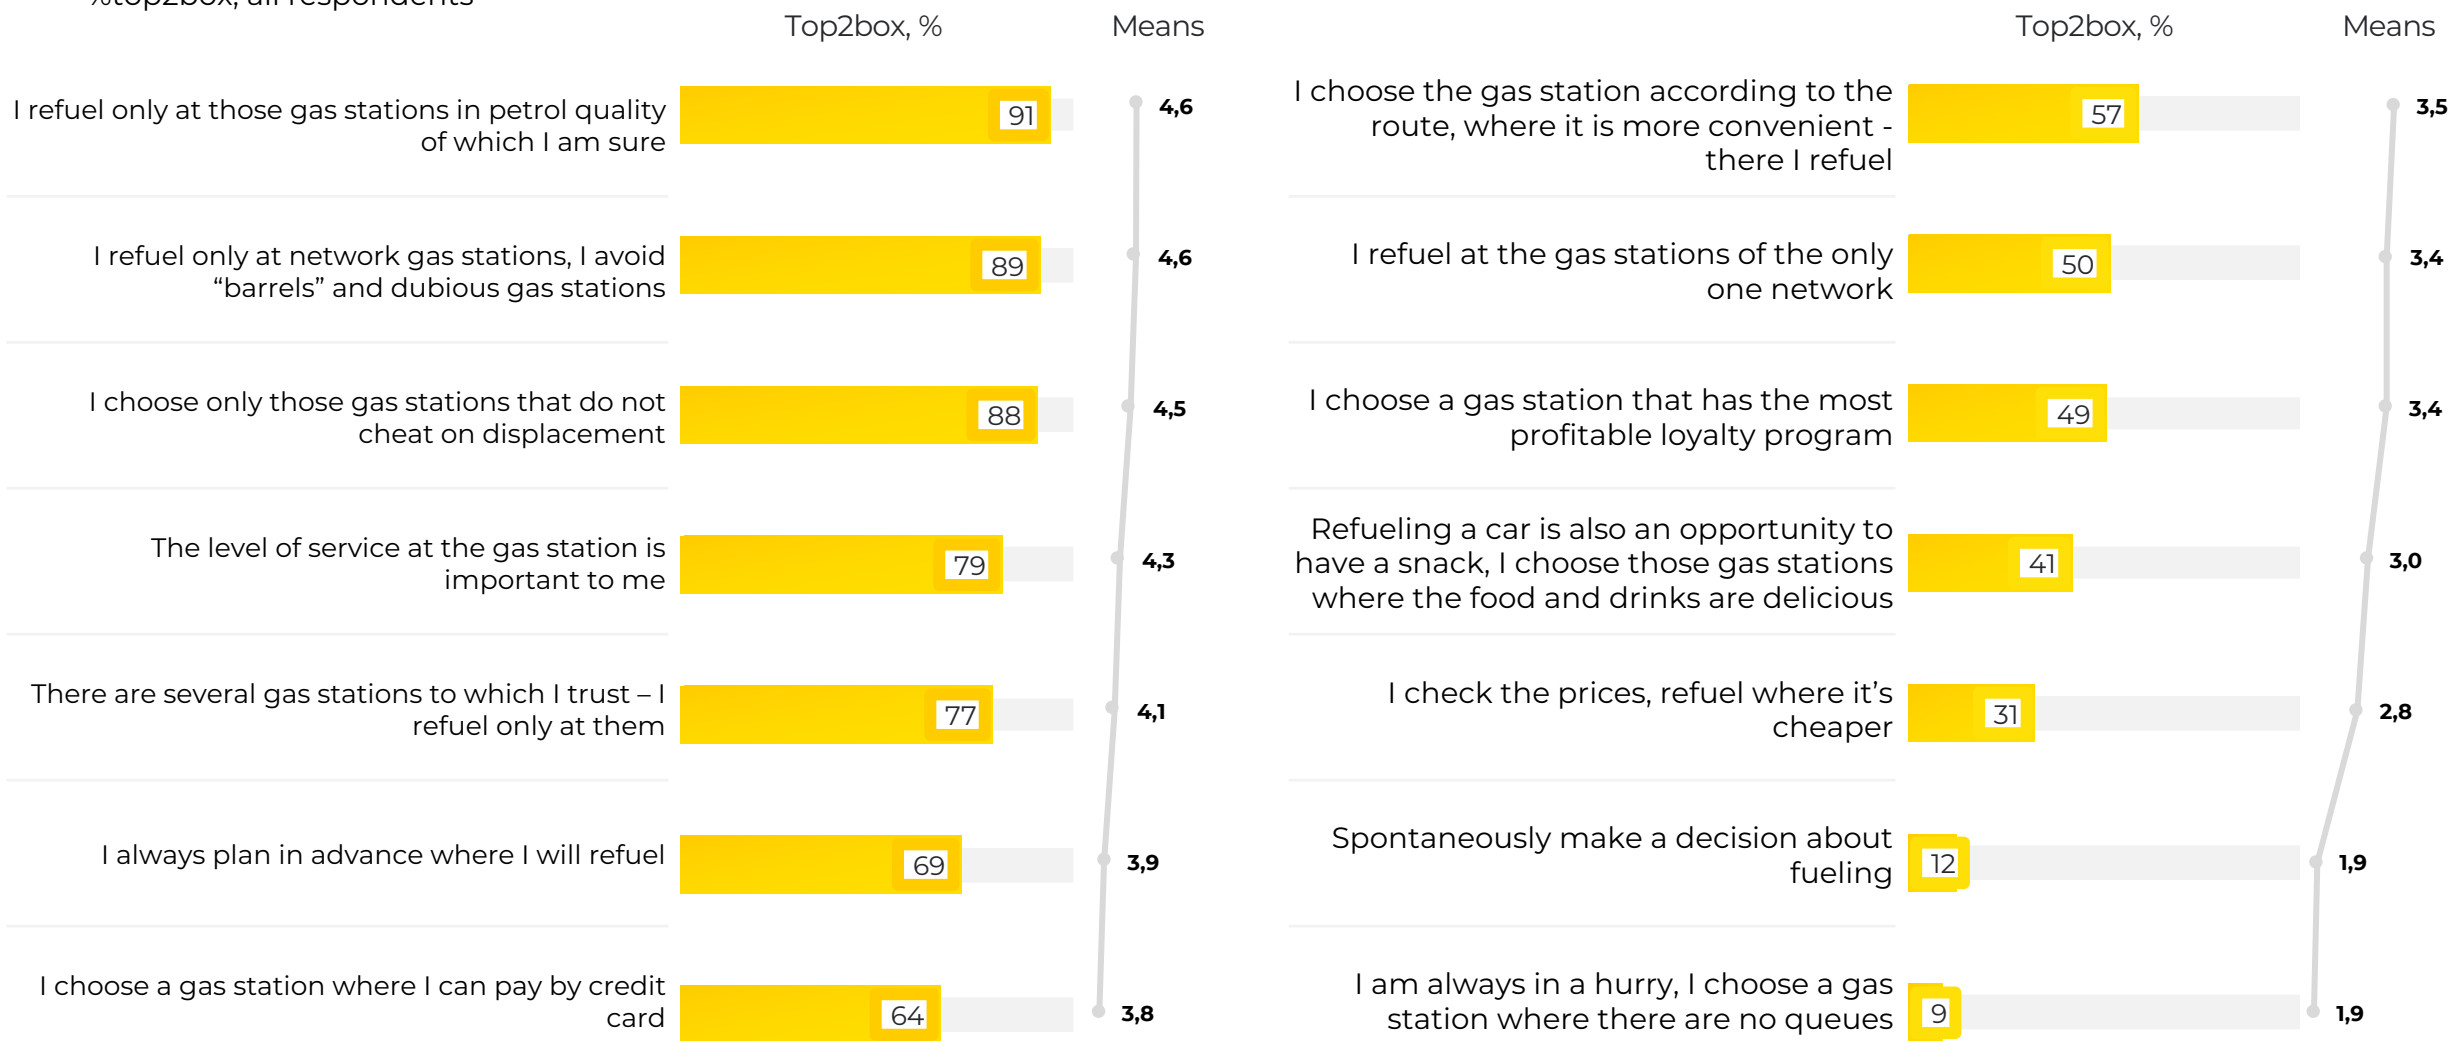 %top2box, all respondents
Top2box, %
Means
I refuel only at those gas stations in petrol quality
of which I am sure
91
4,6
I refuel only at network gas stations, I avoid
“barrels” and dubious gas stations
89
4,6
I choose only those gas stations that do not
cheat on displacement
88
4,5
The level of service at the gas station is
important to me
79
4,3
There are several gas stations to which I trust – I
refuel only at them
77
4,1
I always plan in advance where I will refuel
69
3,9
I choose a gas station where I can pay by credit
card
64
3,8
Top2box, %
Means
I choose the gas station according to the
route, where it is more convenient -
there I refuel
57
3,5
I refuel at the gas stations of the only
one network
50
3,4
I choose a gas station that has the most
profitable loyalty program
49
3,4
Refueling a car is also an opportunity to
have a snack, I choose those gas stations
where the food and drinks are delicious
41
3,0
I check the prices, refuel where it’s
cheaper
31
2,8
Spontaneously make a decision about
fueling
12
1,9
I am always in a hurry, I choose a gas
station where there are no queues
9
1,9